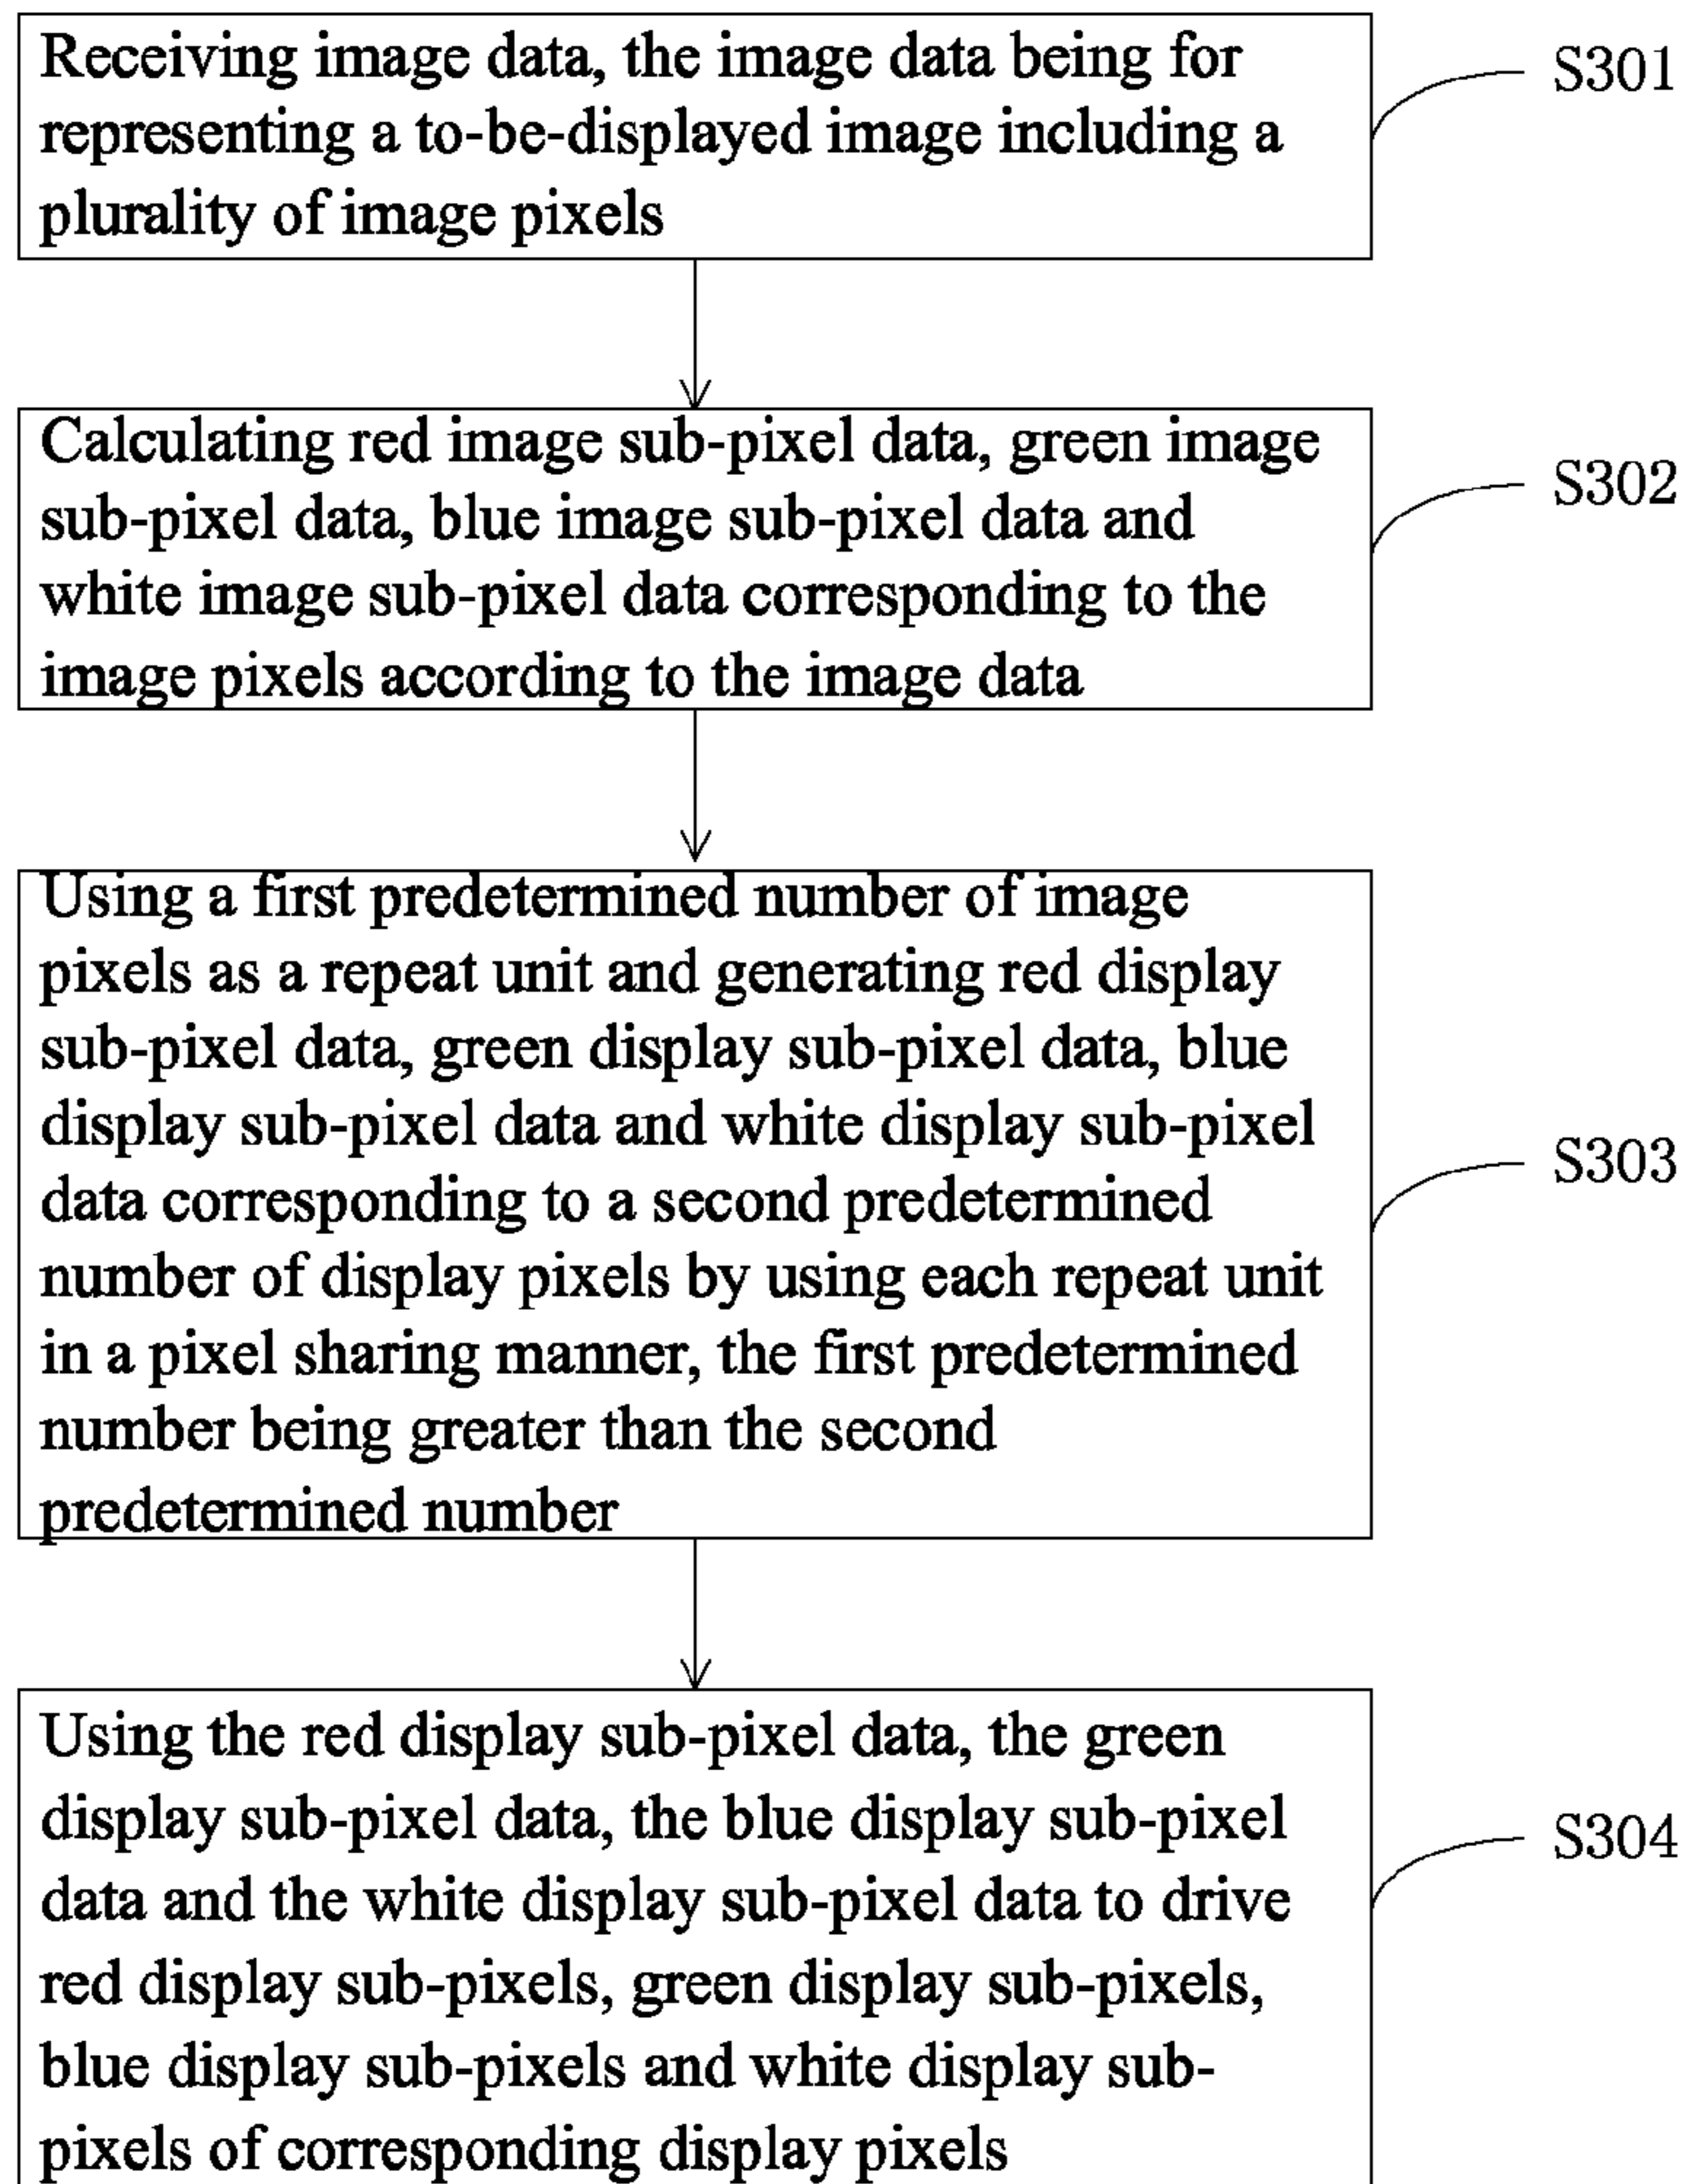 Receiving image data, the image data being for
representing a to-be-displayed image including a
plurality of image pixels
S301
Calculating red image sub-pixel data, green image
sub-pixel data, blue image sub-pixel data and
white image sub-pixel data corresponding to the
image pixels according to the image data
S302
Using a first predetermined number of image
pixels as a repeat unit and generating red display
sub-pixel data, green display sub-pixel data, blue
display sub-pixel data and white display sub-pixel
data corresponding to a second predetermined
number of display pixels by using each repeat unit
in a pixel sharing manner, the first predetermined
number being greater than the second
predetermined number
S303
Using the red display sub-pixel data, the green
display sub-pixel data, the blue display sub-pixel
data and the white display sub-pixel data to drive
red display sub-pixels, green display sub-pixels,
blue display sub-pixels and white display sub-
pixels of corresponding display pixels
S304